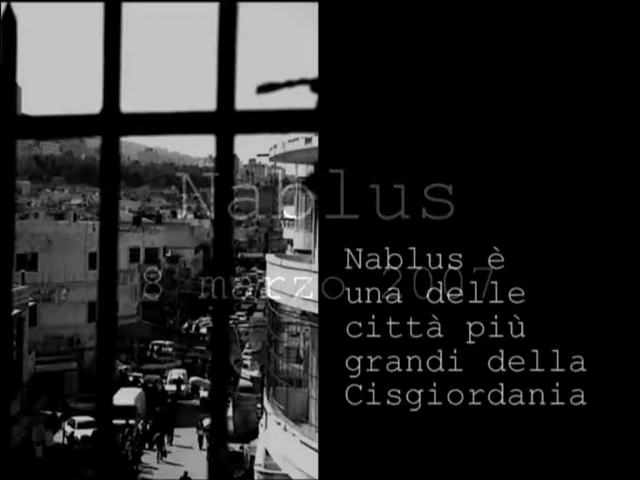 Nablus
8 marzo 2007
Nablus è
una delle
città più
grandi della
Cisgiordania